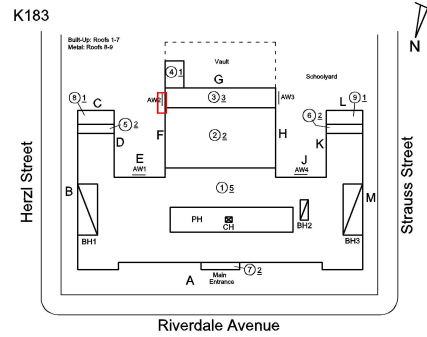 K183
N
Built-Up: Roofs 1-7
Metal: Roofs 8-9
Vault
Schoolyard
4 1
G
8 1
C
AW2
3 3
AW3
L
9 1
5 2
6 2
D
F
2 2
H
K
E
AW1
J
AW4
B
1 5
M
PH
CH
BH1
BH2
BH3
7 2
Main
Entrance
A
Herzl Street
Strauss Street
Riverdale Avenue